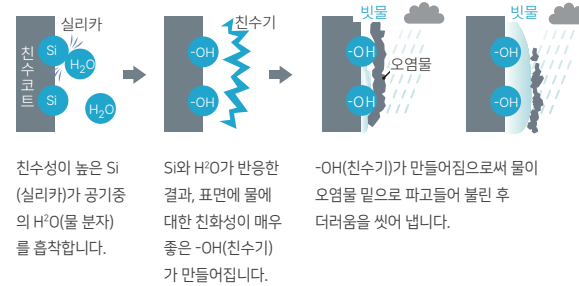 실리카
친수코트
Si
H₂O
Si
H₂O
친수기
-OH
-OH
빗물
-OH
오염물
-OH
빗물
-OH
-OH
친수성이 높은 Si
(실리카)가 공기중
의 H²O(물 분자)
를 흡착합니다.
Si와 H²O가 반응한
결과, 표면에 물에
대한 친화성이 매우
좋은 -OH(친수기)
가 만들어집니다.
-OH(친수기)가 만들어짐으로써 물이
오염물 밑으로 파고들어 불린 후
더러움을 씻어 냅니다.